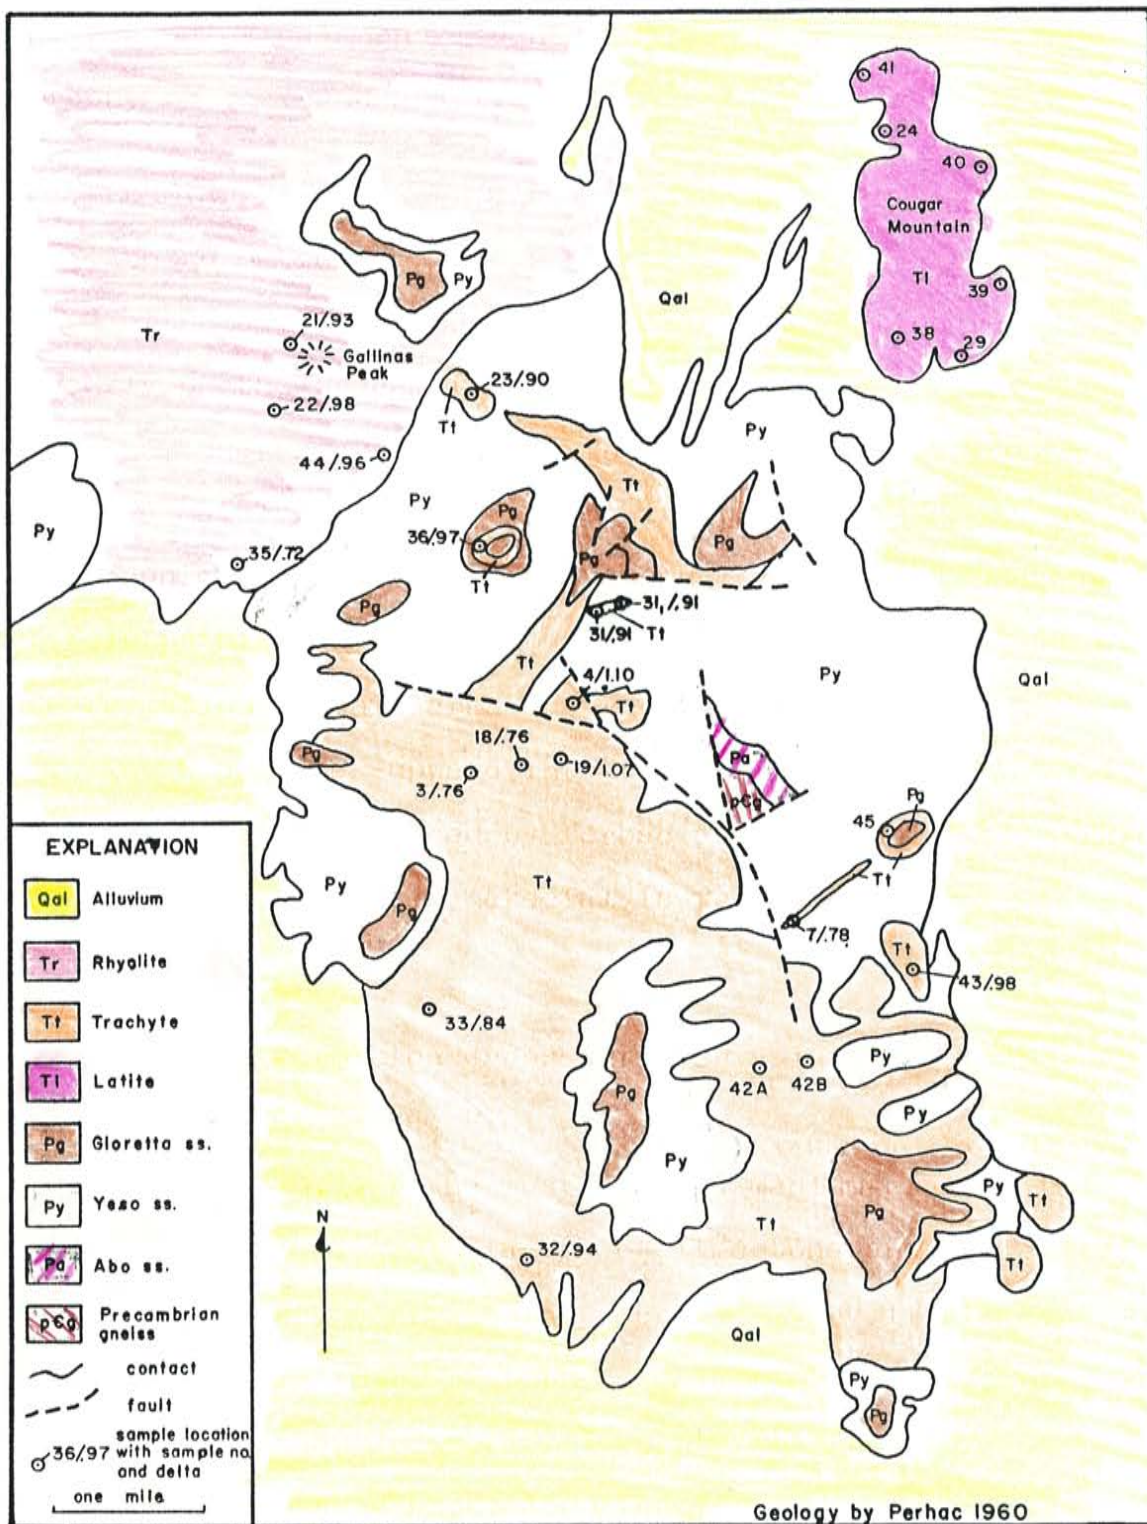 41
24
40
Cougar
Mountain
Tl
39
38
29
Qal
Pg
Py
Tr
21/.93
Gallinas
Peak
22/.98
23/.90
Tt
44/.96
Py
Tt
Py
Pg
36/.97
Tt
Pg
Pg
Py
35/.72
Pg
31,/.91
31/.91
Tt
Tt
4/1.10
Tt
Py
Qal
18/.76
3/.76
19/1.07
Pg
Pa
pЄg
Pg
45
Tt
Tt
7/.78
Tt
43/.98
Py
Pg
33/.84
Pg
Py
42A
42B
Py
Py
Pg
Py
Tt
Tt
Tt
32/.94
Qal
Py
Pg
EXPLANATION
Qal Alluvium
Tr Rhyolite
Tt Trachyte
Tl Latite
Pg Gloretta ss.
Py Yeso ss.
Pa Abo ss.
pЄg Precambrian
gneiss
contact
fault
sample location
36/.97 with sample no.
and delta
one mile
N
Geology by Perhac 1960